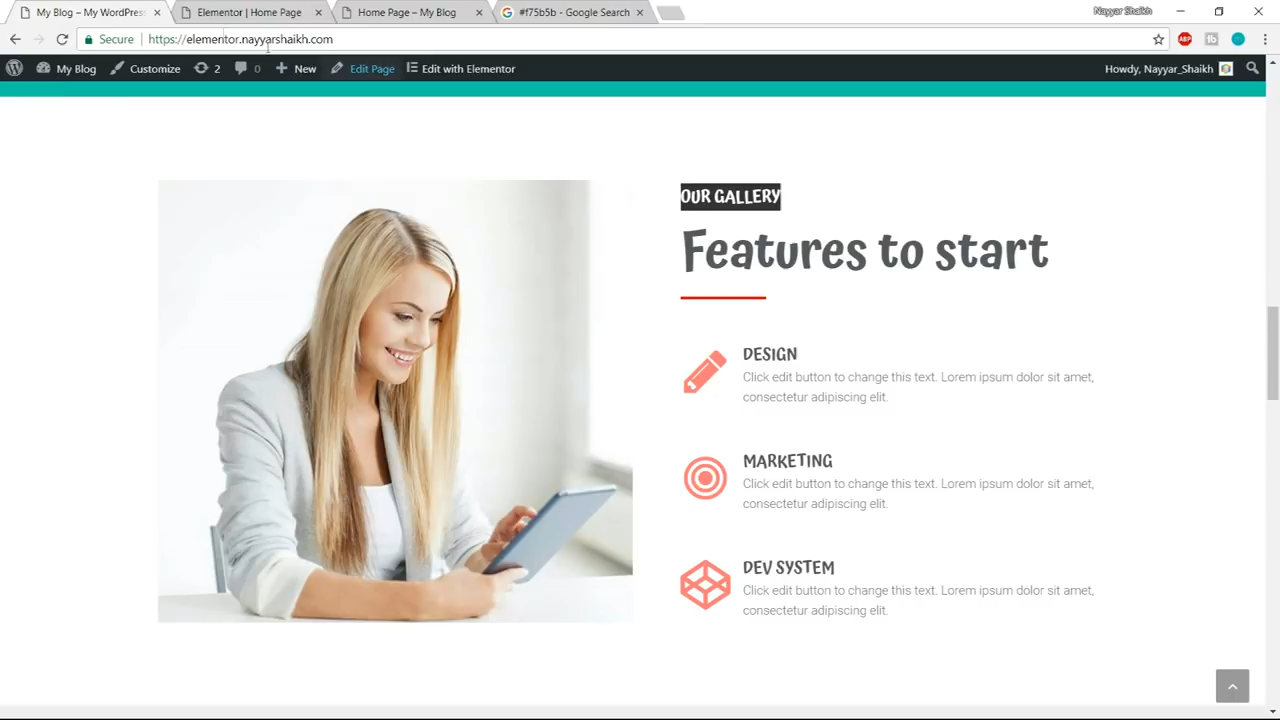 My Blog – My WordPress
Elementor | Home Page
Home Page – My Blog
#f75b5b - Google Search
Nayyar Shaikh
Secure
https://elementor.nayyarshaikh.com
ABP
tb
My Blog
Customize
2
0
New
Edit Page
Edit with Elementor
Howdy, Nayyar_Shaikh
OUR GALLERY
Features to start
DESIGN
Click edit button to change this text. Lorem ipsum dolor sit amet,
consectetur adipiscing elit.
MARKETING
Click edit button to change this text. Lorem ipsum dolor sit amet,
consectetur adipiscing elit.
DEV SYSTEM
Click edit button to change this text. Lorem ipsum dolor sit amet,
consectetur adipiscing elit.